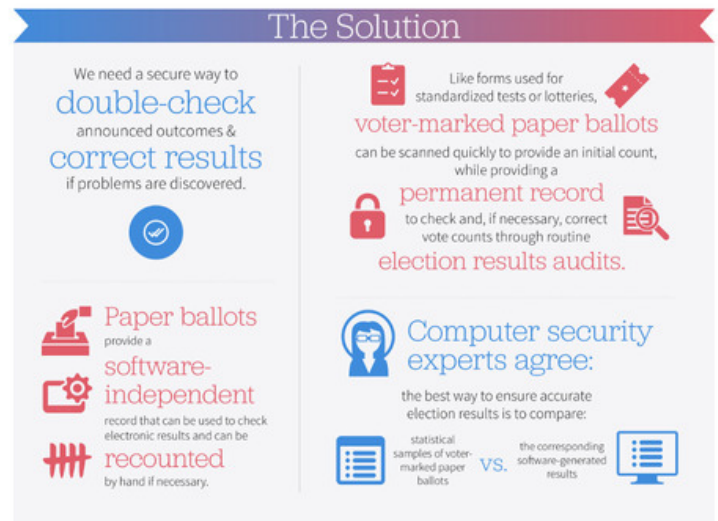 The Solution
We need a secure way to
double-check
announced outcomes &
correct results
if problems are discovered.
Like forms used for
standardized tests or lotteries,
voter-marked paper ballots
can be scanned quickly to provide an initial count,
while providing a
permanent record
to check and, if necessary, correct
vote counts through routine
election results audits.
Paper ballots
provide a
software-
independent
record that can be used to check
electronic results and can be
recounted
by hand if necessary.
Computer security
experts agree:
the best way to ensure accurate
election results is to compare:
statistical
samples of voter-
marked paper
ballots
vs.
the corresponding
software-generated
results